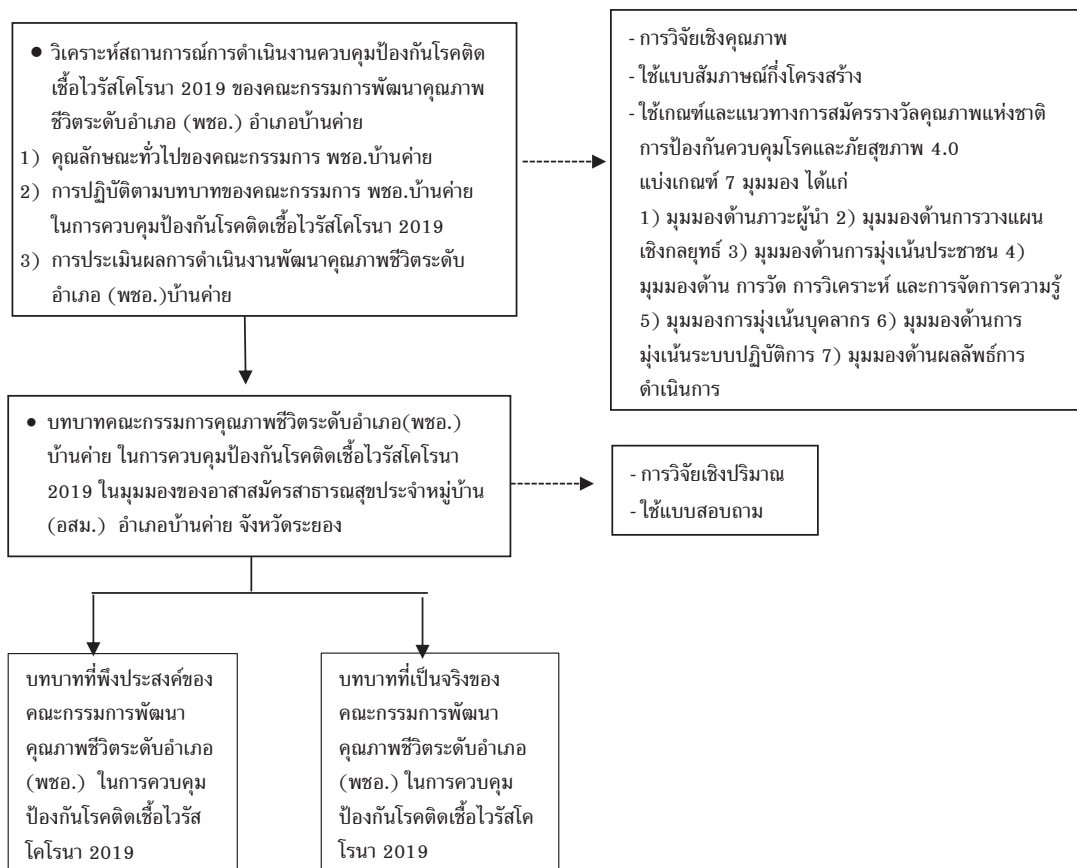 ● วิเคราะห์สถานการณ์การดำเนินงานควบคุมป้องกันโรคติด
เชื้อไวรัสโคโรนา 2019 ของคณะกรรมการพัฒนาคุณภาพ
ชีวิตระดับอำเภอ (พชอ.) อำเภอบ้านค่าย
1) คุณลักษณะทั่วไปของคณะกรรมการ พชอ.บ้านค่าย
2) การปฏิบัติตามบทบาทของคณะกรรมการ พชอ.บ้านค่าย
ในการควบคุมป้องกันโรคติดเชื้อไวรัสโคโรนา 2019
3) การประเมินผลการดำเนินงานพัฒนาคุณภาพชีวิตระดับ
อำเภอ (พชอ.)บ้านค่าย
- การวิจัยเชิงคุณภาพ
- ใช้แบบสัมภาษณ์กึ่งโครงสร้าง
- ใช้เกณฑ์และแนวทางการสมัครรางวัลคุณภาพแห่งชาติ
การป้องกันควบคุมโรคและภัยสุขภาพ 4.0
แบ่งเกณฑ์ 7 มุมมอง ได้แก่
1) มุมมองด้านภาวะผู้นำ 2) มุมมองด้านการวางแผน
เชิงกลยุทธ์ 3) มุมมองด้านการมุ่งเน้นประชาชน 4)
มุมมองด้าน การวัด การวิเคราะห์ และการจัดการความรู้
5) มุมมองการมุ่งเน้นบุคลากร 6) มุมมองด้านการ
มุ่งเน้นระบบปฏิบัติการ 7) มุมมองด้านผลลัพธ์การ
ดำเนินการ
● บทบาทคณะกรรมการคุณภาพชีวิตระดับอำเภอ(พชอ.)
บ้านค่าย ในการควบคุมป้องกันโรคติดเชื้อไวรัสโคโรนา
2019 ในมุมมองของอาสาสมัครสาธารณสุขประจำหมู่บ้าน
(อสม.) อำเภอบ้านค่าย จังหวัดระยอง
- การวิจัยเชิงปริมาณ
- ใช้แบบสอบถาม
บทบาทที่พึงประสงค์ของ
คณะกรรมการพัฒนา
คุณภาพชีวิตระดับอำเภอ
(พชอ.) ในการควบคุม
ป้องกันโรคติดเชื้อไวรัส
โคโรนา 2019
บทบาทที่เป็นจริงของ
คณะกรรมการพัฒนา
คุณภาพชีวิตระดับอำเภอ
(พชอ.) ในการควบคุม
ป้องกันโรคติดเชื้อไวรัสโค
โรนา 2019